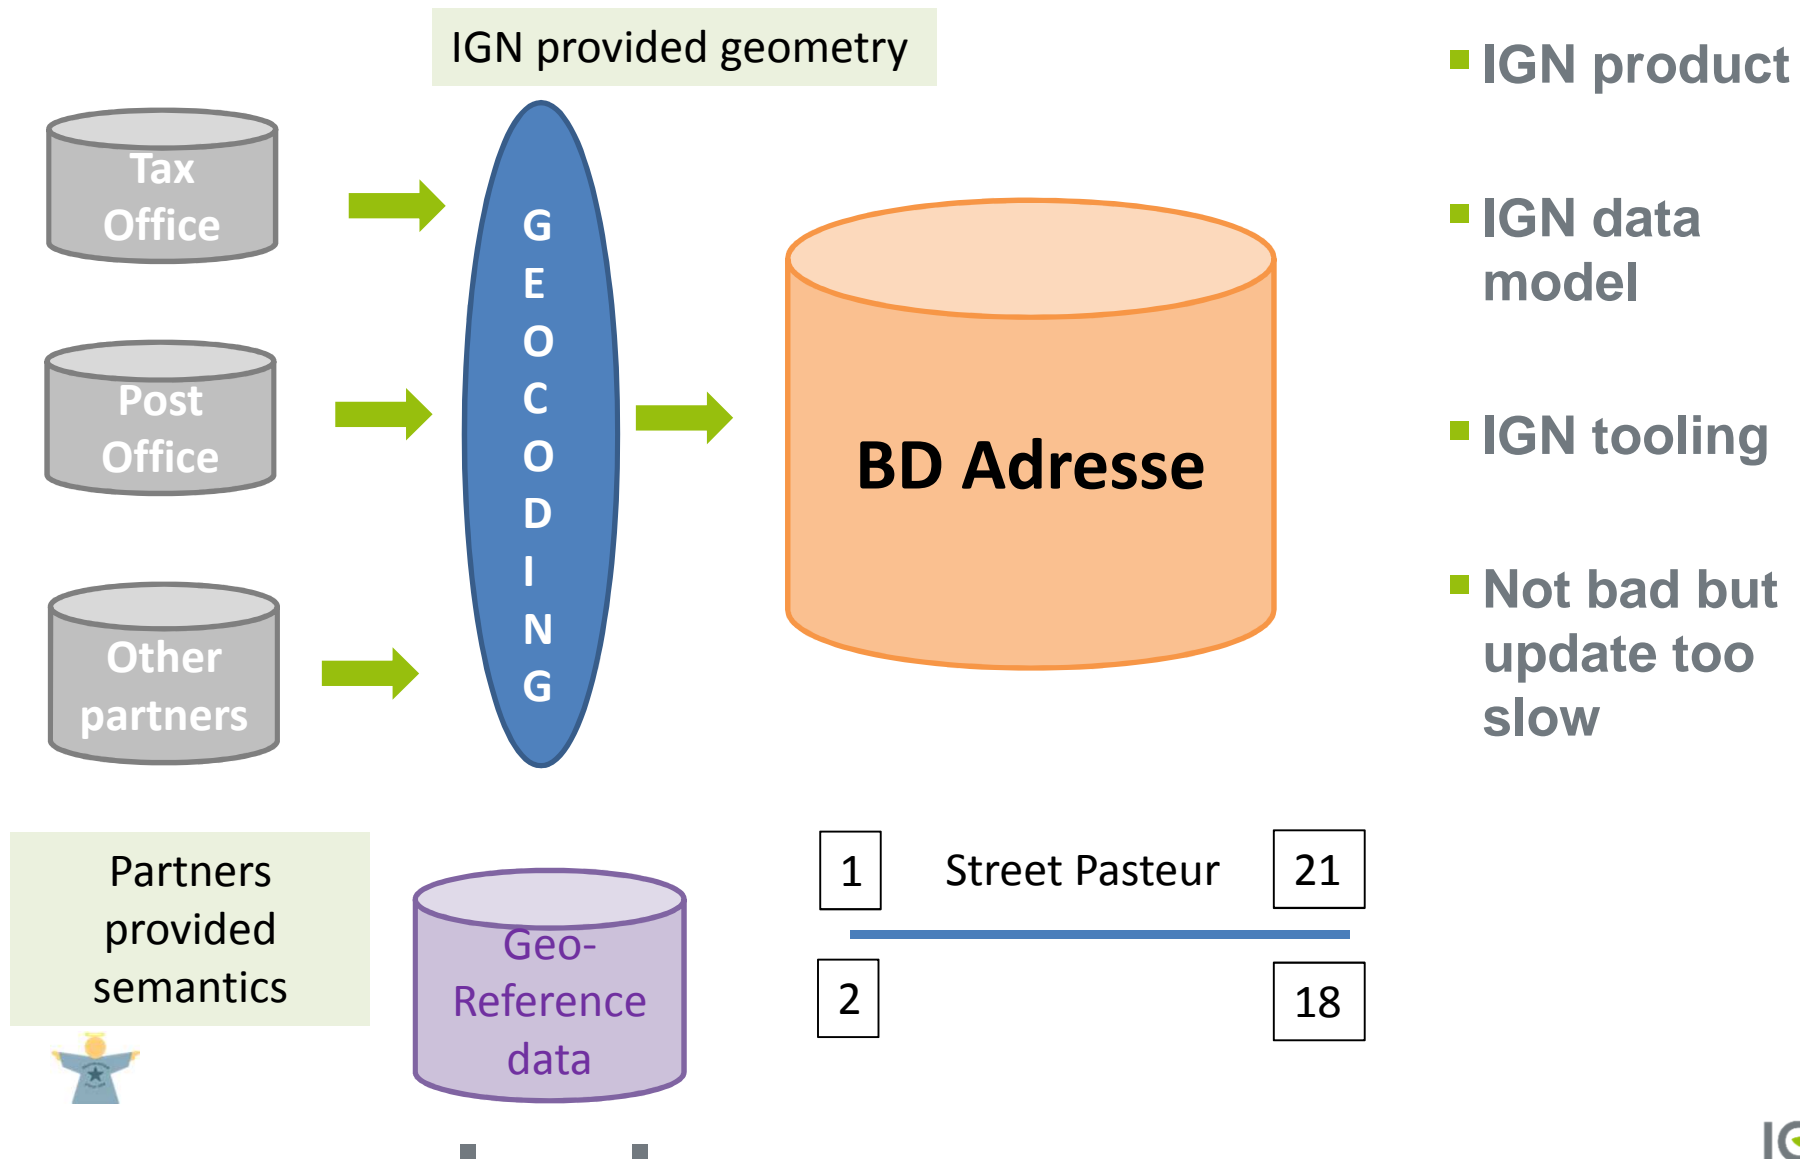 IGN provided geometry
Tax
Office
Post
Office
Other
partners
G
E
O
C
O
D
I
N
G
BD Adresse
IGN product
IGN data
model
IGN tooling
Not bad but
update too
slow
Partners
provided
semantics
Geo-
Reference
data
1
Street Pasteur
21
2
18